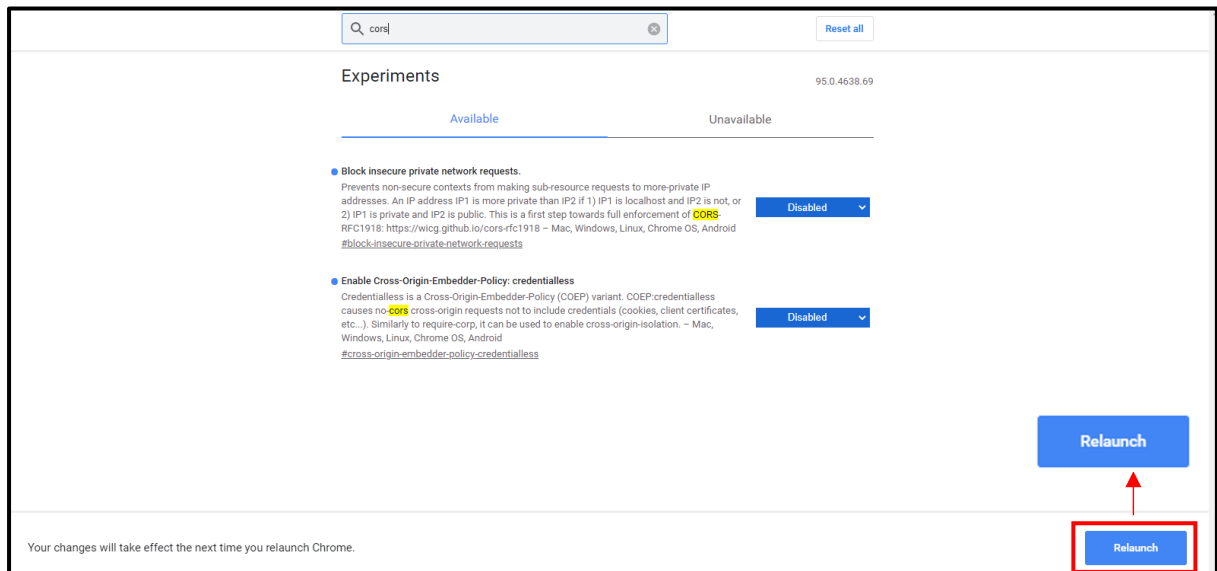 cors
Reset all
Experiments
95.0.4638.69
Available
Unavailable
Block insecure private network requests.
Prevents non-secure contexts from making sub-resource requests to more-private IP
addresses. An IP address IP1 is more private than IP2 if 1) IP1 is localhost and IP2 is not, or
2) IP1 is private and IP2 is public. This is a first step towards full enforcement of CORS-
RFC1918: https://wicg.github.io/cors-rfc1918 – Mac, Windows, Linux, Chrome OS, Android
#block-insecure-private-network-requests
Disabled
Enable Cross-Origin-Embedder-Policy: credentialless
Credentialless is a Cross-Origin-Embedder-Policy (COEP) variant. COEP:credentialless
causes no-cors cross-origin requests not to include credentials (cookies, client certificates,
etc...). Similarly to require-corp, it can be used to enable cross-origin-isolation. – Mac,
Windows, Linux, Chrome OS, Android
#cross-origin-embedder-policy-credentialless
Disabled
Relaunch
Your changes will take effect the next time you relaunch Chrome.
Relaunch